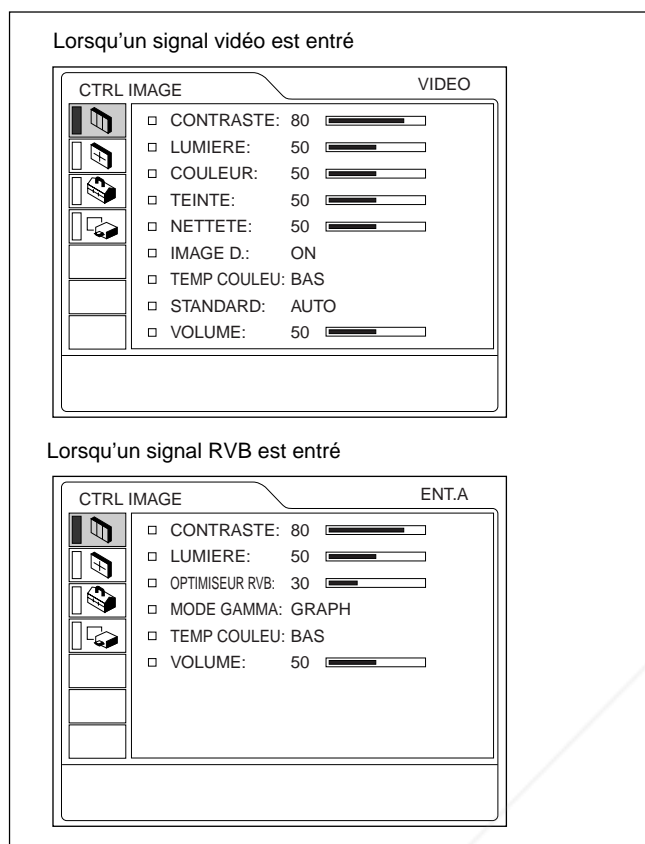 Lorsqu'un signal vidéo est entré
CTRL IMAGE VIDEO
CONTRASTE: 80
LUMIERE: 50
COULEUR: 50
TEINTE: 50
NETTETE: 50
IMAGE D.: ON
TEMP COULEU: BAS
STANDARD: AUTO
VOLUME: 50
Lorsqu'un signal RVB est entré
CTRL IMAGE ENT.A
CONTRASTE: 80
LUMIERE: 50
OPTIMISEUR RVB: 30
MODE GAMMA: GRAPH
TEMP COULEU: BAS
VOLUME: 50